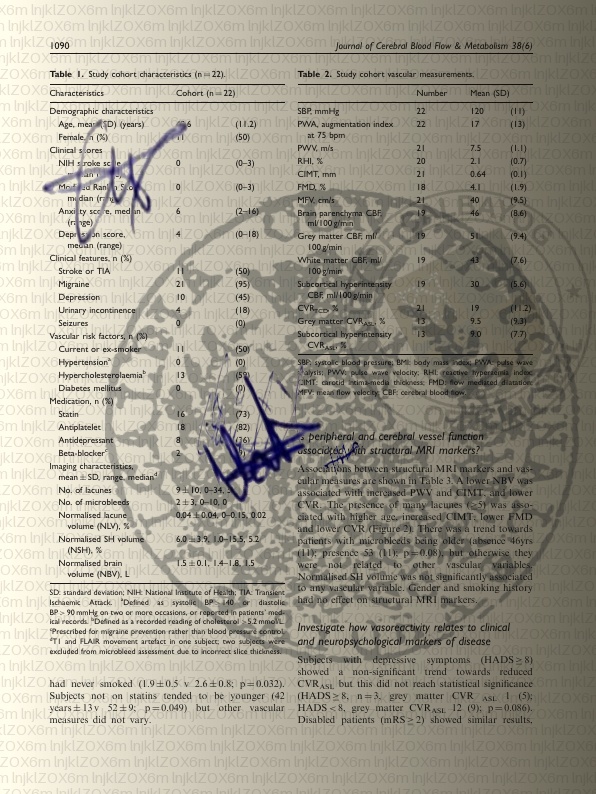 1090 Journal of Cerebral Blood Flow & Metabolism 38(6)
Table 1. Study cohort characteristics (n = 22).
Characteristics Cohort (n = 22)
Demographic characteristics
Age, mean (SD) (years) (11.2)
Female, n (%) 11 (50)
Clinical scores
NIH stroke scale 0 (0–3)
median (range)
Modified Rankin Score 0 (0–3)
median (range)
Anxiety score, median 6 (2–16)
(range)
Depression score, 4 (0–18)
median (range)
Clinical features, n (%)
Stroke or TIA 11 (50)
Migraine 21 (95)
Depression 10 (45)
Urinary incontinence 4 (18)
Seizures 0 (0)
Vascular risk factors, n (%)
Current or ex-smoker 11 (50)
Hypertensionᵃ 0 (0)
Hypercholesterolaemiaᵇ 13 (59)
Diabetes mellitus 0 (0)
Medication, n (%)
Statin 16 (73)
Antiplatelet 18 (82)
Antidepressant 8 (36)
Beta-blockerᶜ 2
Imaging characteristics,
mean ± SD, range, medianᵈ
No. of lacunes 9 ± 10, 0–34,
No. of microbleeds 2 ± 3, 0–10, 0
Normalised lacune 0.04 ± 0.04, 0–0.15, 0.02
volume (NLV), %
Normalised SH volume 6.0 ± 3.9, 1.0–15.5, 5.2
(NSH), %
Normalised brain 1.5 ± 0.1, 1.4–1.8, 1.5
volume (NBV), L
SD: standard deviation; NIH: National Institute of Health; TIA: Transient
Ischaemic Attack. ᵃDefined as systolic BP > 140 or diastolic
BP > 90 mmHg on two or more occasions, or reported in patients' med-
ical records. ᵇDefined as a recorded reading of cholesterol >5.2 mmol/L.
ᶜPrescribed for migraine prevention rather than blood pressure control.
ᵈT1 and FLAIR movement artefact in one subject; two subjects were
excluded from microbleed assessment due to incorrect slice thickness.
had never smoked (1.9 ± 0.5 v 2.6 ± 0.8; p = 0.032).
Subjects not on statins tended to be younger (42
years ± 13 v 52 ± 9; p = 0.049) but other vascular
measures did not vary.
Table 2. Study cohort vascular measurements.
Number Mean (SD)
SBP, mmHg 22 120 (11)
PWA, augmentation index 22 17 (13)
at 75 bpm
PWV, m/s 21 7.5 (1.1)
RHI, % 20 2.1 (0.7)
CIMT, mm 21 0.64 (0.1)
FMD, % 18 4.1 (1.9)
MFV, cm/s 21 40 (9.5)
Brain parenchyma CBF, 19 46 (8.6)
ml/100 g/min
Grey matter CBF, ml/ 19 51 (9.4)
100 g/min
White matter CBF, ml/ 19 43 (7.6)
100 g/min
Subcortical hyperintensity 19 30 (5.6)
CBF, ml/100 g/min
CVR 21 19 (11.2)
Grey matter CVR_ASL, % 13 9.5 (9.3)
Subcortical hyperintensity 13 9.0 (7.7)
CVR_ASL, %
SBP: systolic blood pressure; BMI: body mass index; PWA: pulse wave
analysis; PWV: pulse wave velocity; RHI: reactive hyperemia index;
CIMT: carotid intima-media thickness; FMD: flow mediated dilatation;
MFV: mean flow velocity; CBF: cerebral blood flow.
Is peripheral and cerebral vessel function
associated with structural MRI markers?
Associations between structural MRI markers and vas-
cular measures are shown in Table 3. A lower NBV was
associated with increased PWV and CIMT, and lower
CVR. The presence of many lacunes (>5) was asso-
ciated with higher age, increased CIMT; lower FMD
and lower CVR (Figure 2). There was a trend towards
patients with microbleeds being older (absence 46yrs
(11); presence 53 (11); p = 0.08), but otherwise they
were not related to other vascular variables.
Normalised SH volume was not significantly associated
to any vascular variable. Gender and smoking history
had no effect on structural MRI markers.
Investigate how vasoreactivity relates to clinical
and neuropsychological markers of disease
Subjects with depressive symptoms (HADS ≥ 8)
showed a non-significant trend towards reduced
CVR_ASL but this did not reach statistical significance
(HADS ≥ 8, n = 3, grey matter CVR _ASL 1 (5);
HADS < 8, grey matter CVR_ASL 12 (9); p = 0.086).
Disabled patients (mRS ≥ 2) showed similar results,